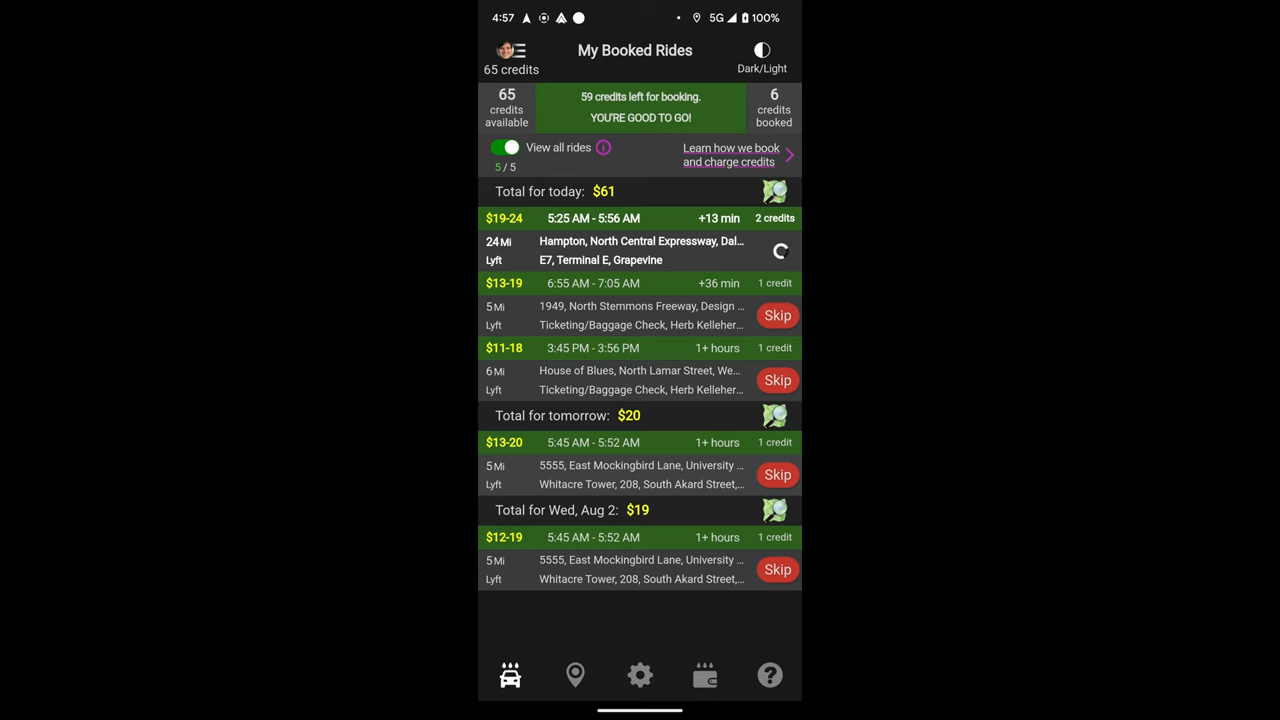 4:57 5G 100%
My Booked Rides
65 credits
Dark/Light
65 credits available
59 credits left for booking.
YOU'RE GOOD TO GO!
6 credits booked
View all rides i
5 / 5
Learn how we book
and charge credits
Total for today: $61
$19-24 5:25 AM - 5:56 AM +13 min 2 credits
24 Mi Hampton, North Central Expressway, Dal...
Lyft E7, Terminal E, Grapevine
$13-19 6:55 AM - 7:05 AM +36 min 1 credit
5 Mi 1949, North Stemmons Freeway, Design ...
Skip
Lyft Ticketing/Baggage Check, Herb Kelleher...
$11-18 3:45 PM - 3:56 PM 1+ hours 1 credit
6 Mi House of Blues, North Lamar Street, We...
Skip
Lyft Ticketing/Baggage Check, Herb Kelleher...
Total for tomorrow: $20
$13-20 5:45 AM - 5:52 AM 1+ hours 1 credit
5 Mi 5555, East Mockingbird Lane, University ...
Skip
Lyft Whitacre Tower, 208, South Akard Street,...
Total for Wed, Aug 2: $19
$12-19 5:45 AM - 5:52 AM 1+ hours 1 credit
5 Mi 5555, East Mockingbird Lane, University ...
Skip
Lyft Whitacre Tower, 208, South Akard Street,...
?